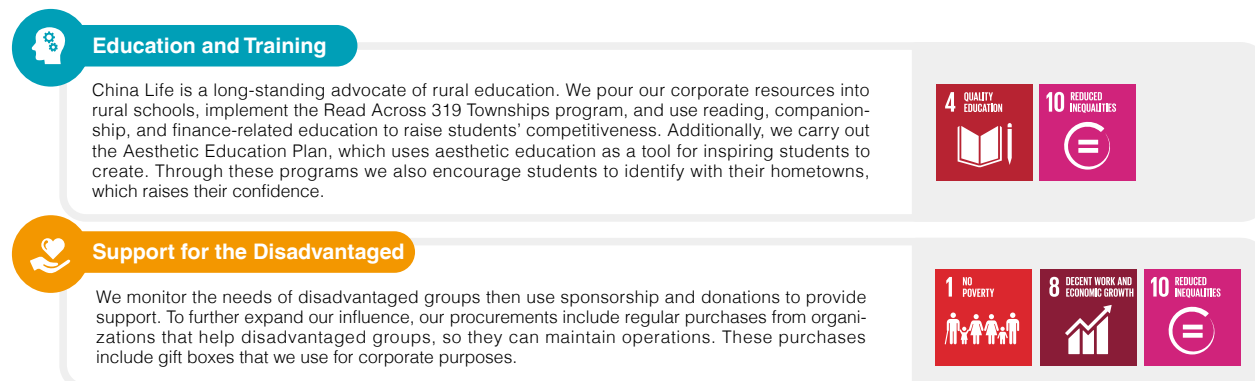 Education and Training
China Life is a long-standing advocate of rural education. We pour our corporate resources into
rural schools, implement the Read Across 319 Townships program, and use reading, companion-
ship, and finance-related education to raise students’ competitiveness. Additionally, we carry out
the Aesthetic Education Plan, which uses aesthetic education as a tool for inspiring students to
create. Through these programs we also encourage students to identify with their hometowns,
which raises their confidence.
4 QUALITY
EDUCATION
10 REDUCED
INEQUALITIES
Support for the Disadvantaged
We monitor the needs of disadvantaged groups then use sponsorship and donations to provide
support. To further expand our influence, our procurements include regular purchases from organi-
zations that help disadvantaged groups, so they can maintain operations. These purchases
include gift boxes that we use for corporate purposes.
1 NO
POVERTY
8 DECENT WORK AND
ECONOMIC GROWTH
10 REDUCED
INEQUALITIES